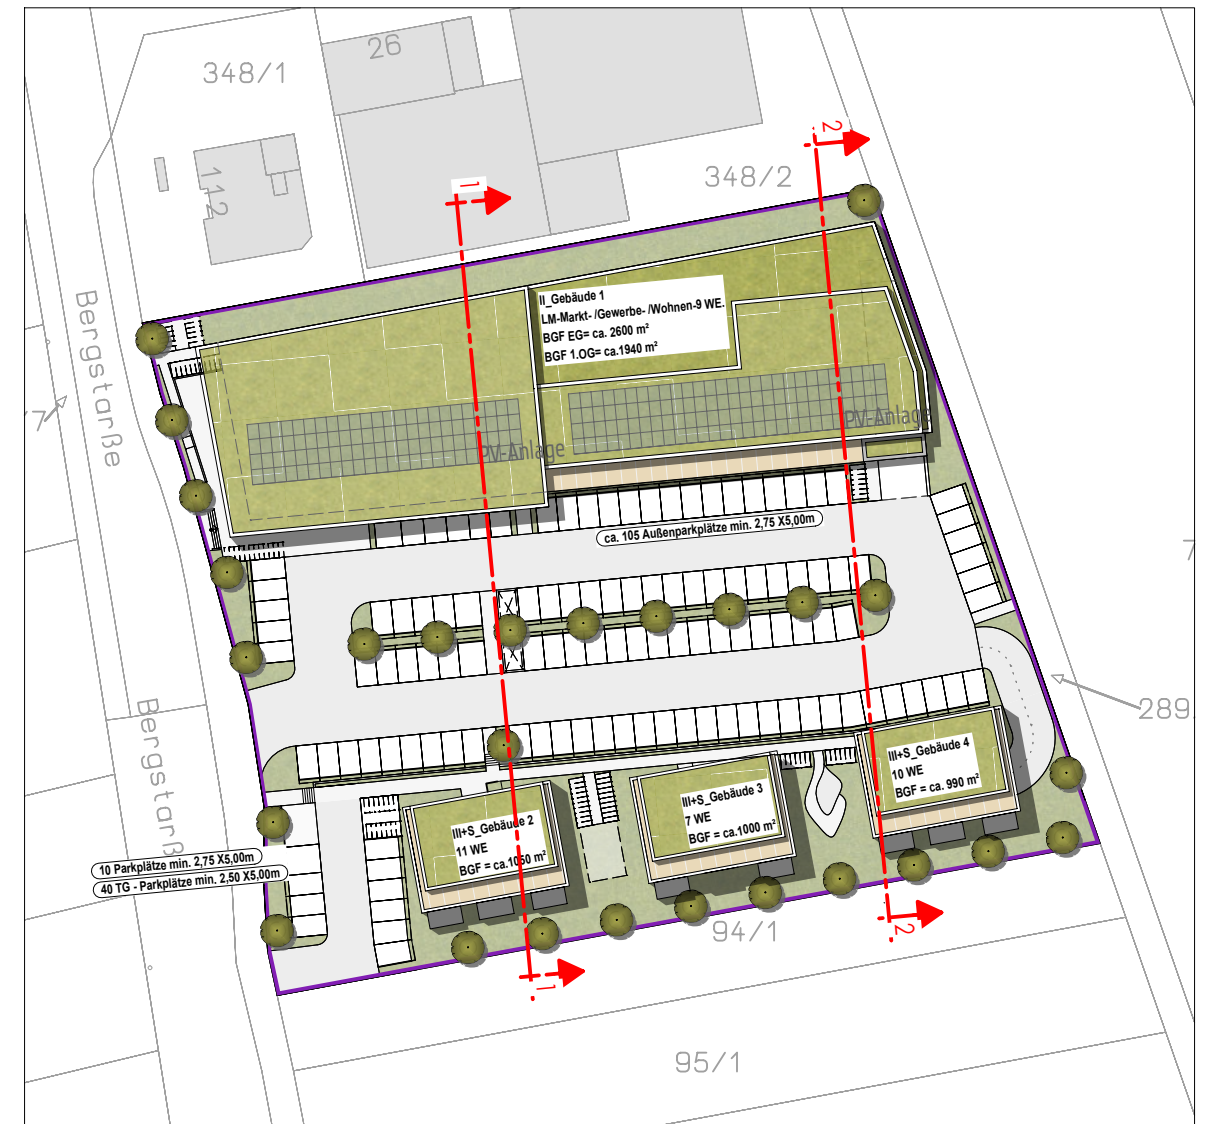 26
348/1
2
348/2
112
1
Bergstarße
II_Gebäude 1
LM-Markt- /Gewerbe- /Wohnen-9 WE.
BGF EG= ca. 2600 m²
BGF 1.OG= ca.1940 m²
7
PV-Anlage
PV-Anlage
ca. 105 Außenparkplätze min. 2,75 X5,00m
7
289
Bergstarße
III+S_Gebäude 4
10 WE
BGF = ca. 990 m²
III+S_Gebäude 3
7 WE
BGF = ca.1000 m²
III+S_Gebäude 2
11 WE
BGF = ca.1050 m²
10 Parkplätze min. 2,75 X5,00m
40 TG - Parkplätze min. 2,50 X5,00m
94/1
2
1
95/1